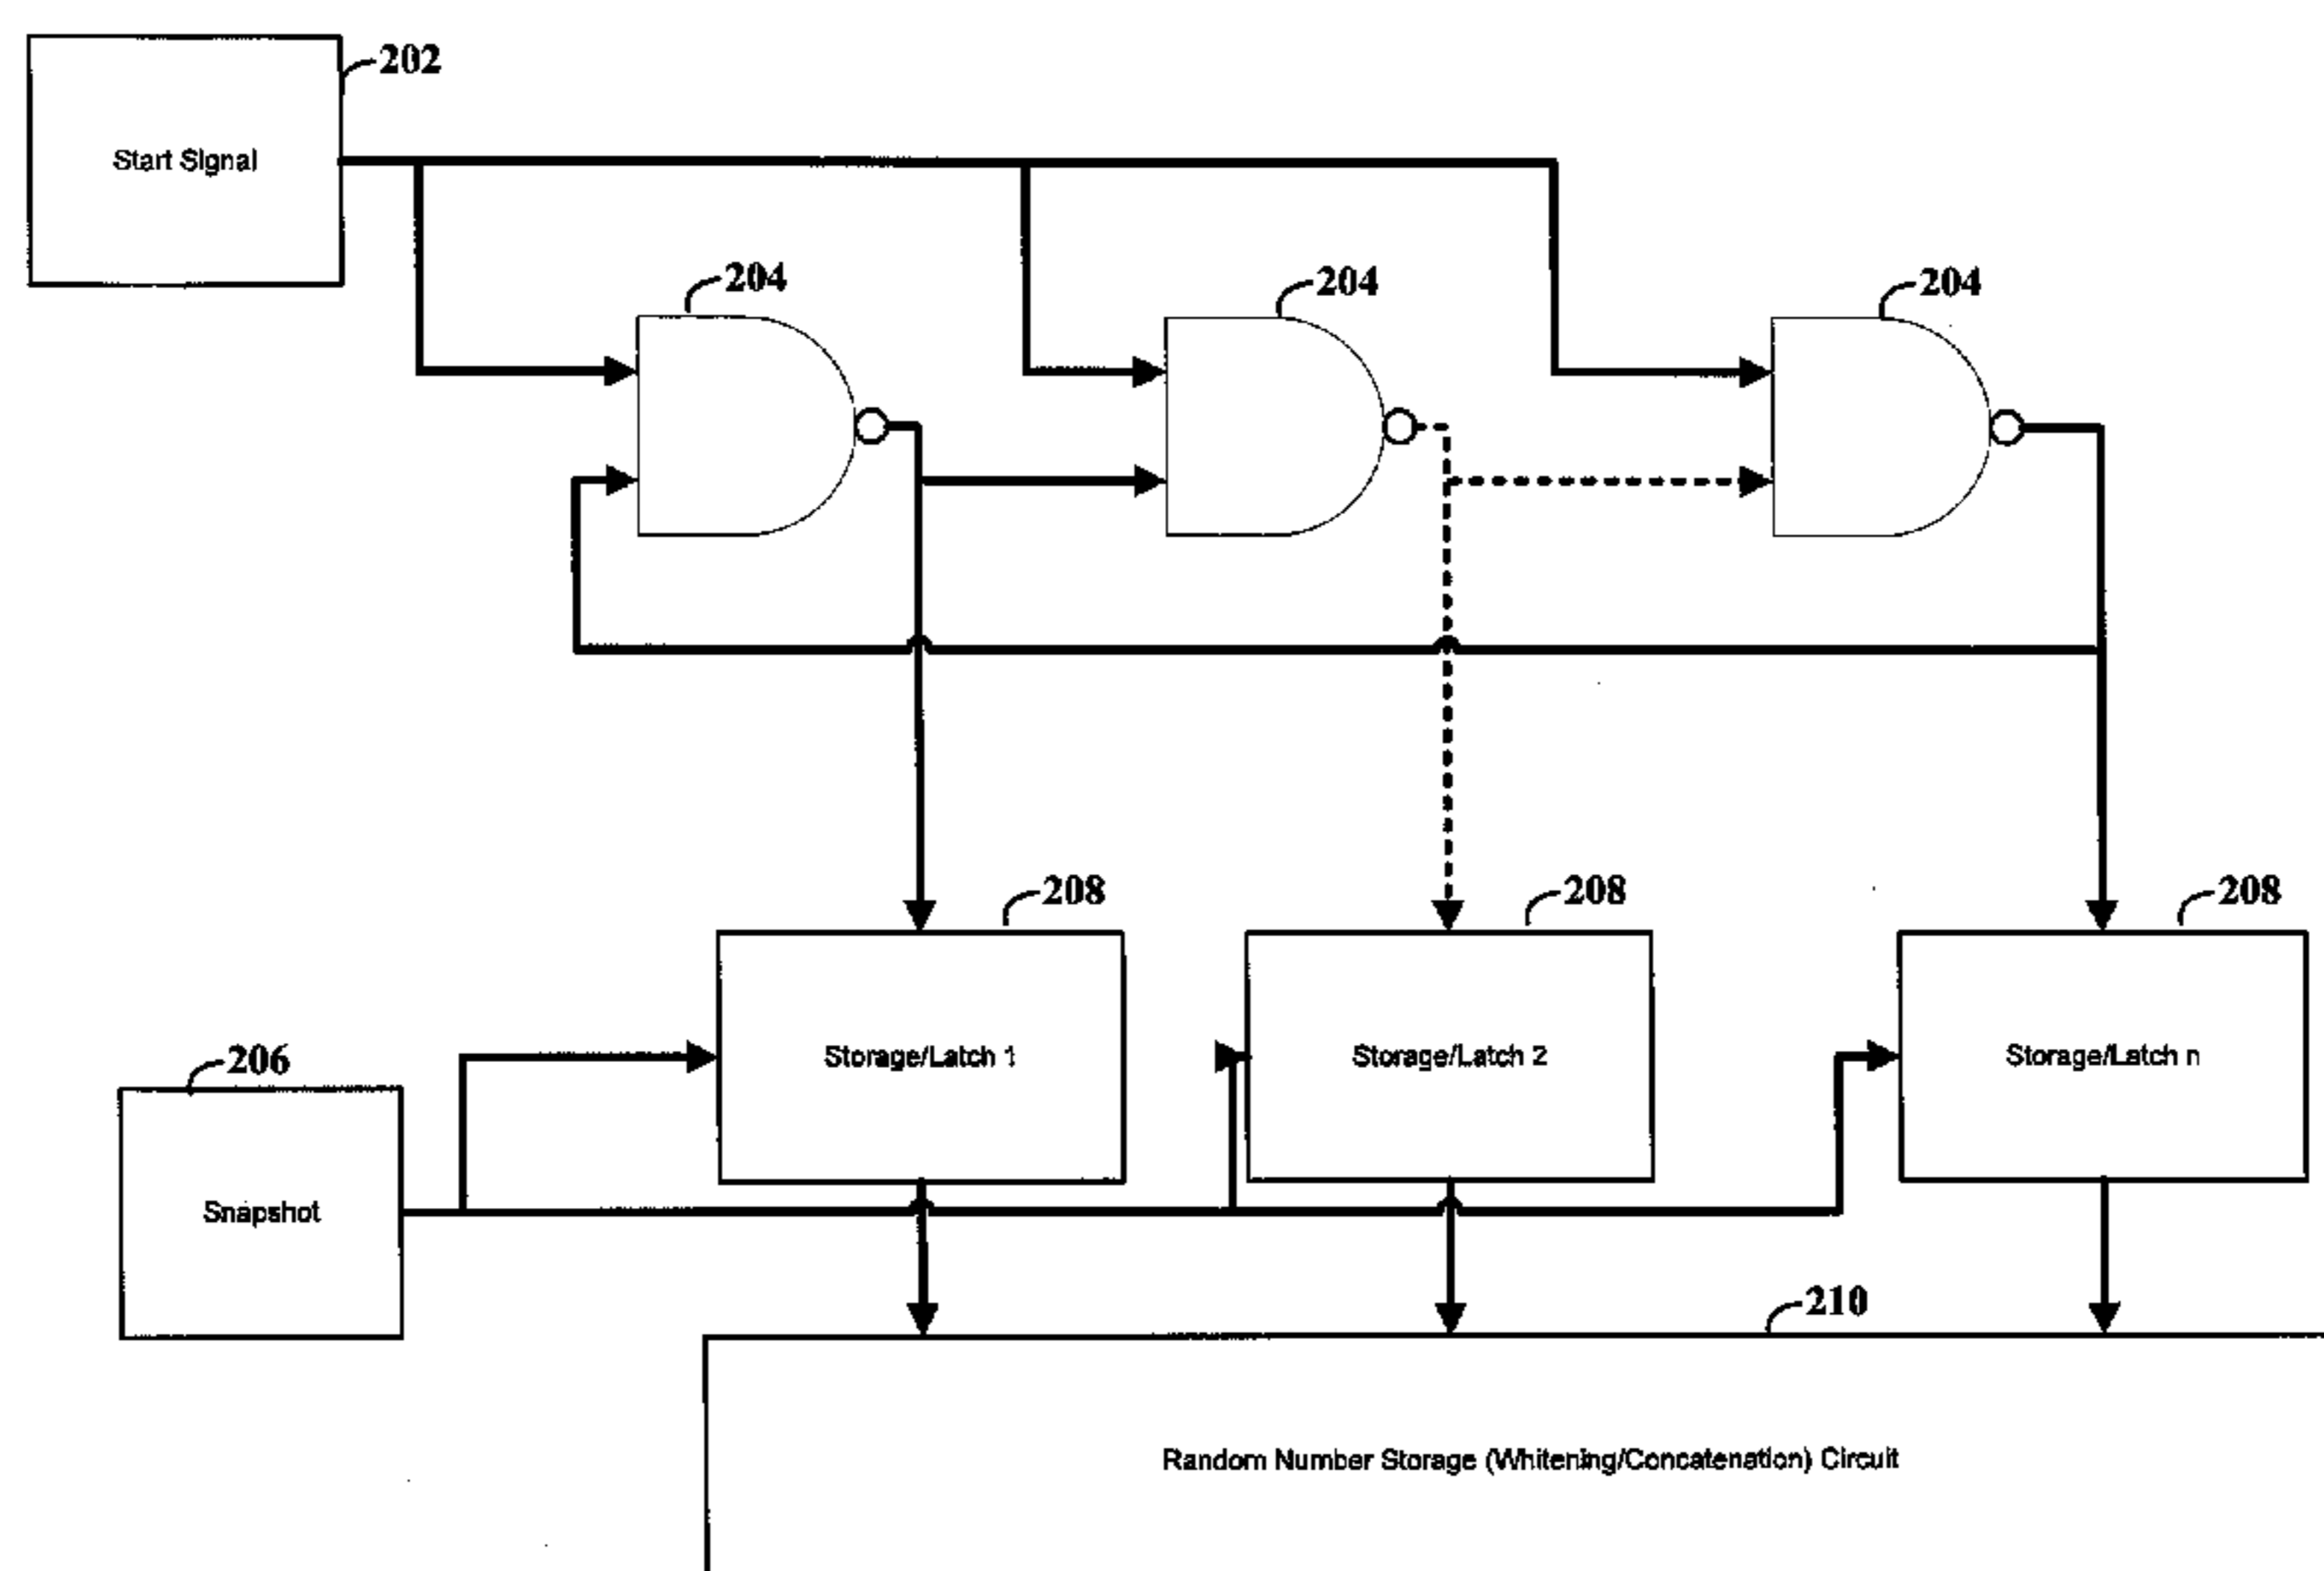 202
Start Signal
204
204
204
208
208
208
206
Storage/Latch 1
Storage/Latch 2
Storage/Latch n
Snapshot
210
Random Number Storage (Whitening/Concatenation) Circuit